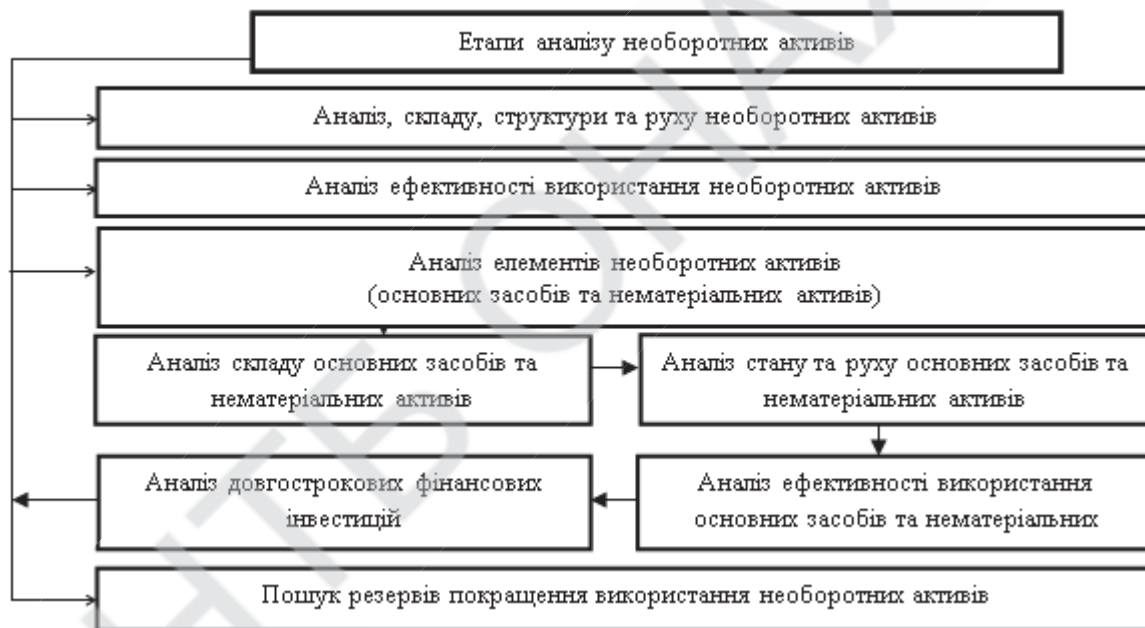 Етапи аналізу необоротних активів
Аналіз, складу, структури та руху необоротних активів
Аналіз ефективності використання необоротних активів
Аналіз елементів необоротних активів
(основних засобів та нематеріальних активів)
Аналіз складу основних засобів та
нематеріальних активів
Аналіз стану та руху основних засобів та
нематеріальних активів
Аналіз довгострокових фінансових
інвестицій
Аналіз ефективності використання
основних засобів та нематеріальних
Пошук резервів покращення використання необоротних активів
НТБ ОНАХ